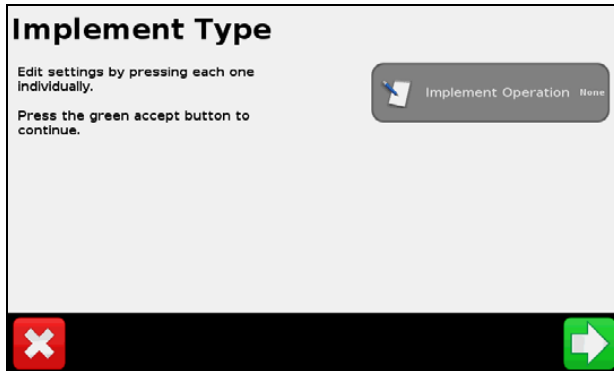 Implement Type
Edit settings by pressing each one
individually.
Press the green accept button to
continue.
Implement Operation None